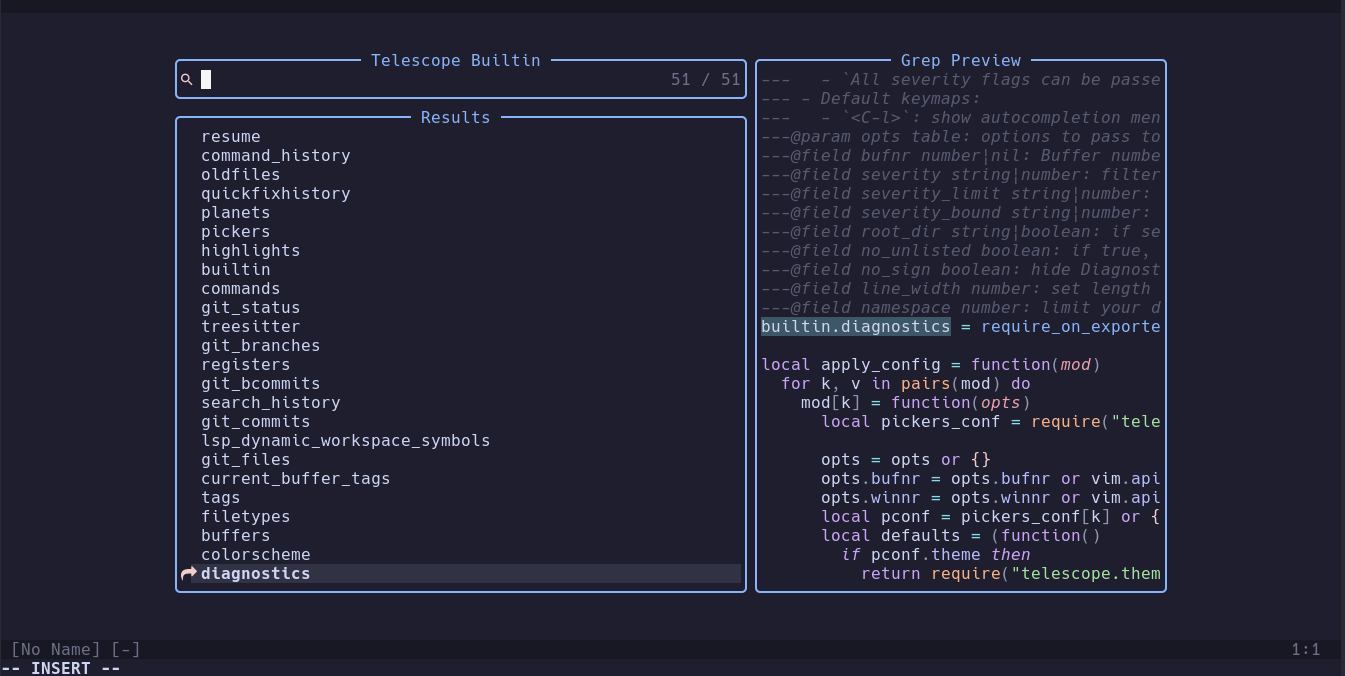 Telescope Builtin
51 / 51
Results
resume
command_history
oldfiles
quickfixhistory
planets
pickers
highlights
builtin
commands
git_status
treesitter
git_branches
registers
git_bcommits
search_history
git_commits
lsp_dynamic_workspace_symbols
git_files
current_buffer_tags
tags
filetypes
buffers
colorscheme
diagnostics
Grep Preview
---   - `All severity flags can be passe
--- - Default keymaps:
---   - `<C-l>`: show autocompletion men
---@param opts table: options to pass to
---@field bufnr number|nil: Buffer numbe
---@field severity string|number: filter
---@field severity_limit string|number:
---@field severity_bound string|number:
---@field root_dir string|boolean: if se
---@field no_unlisted boolean: if true,
---@field no_sign boolean: hide Diagnost
---@field line_width number: set length
---@field namespace number: limit your d
builtin.diagnostics = require_on_exporte
local apply_config = function(mod)
  for k, v in pairs(mod) do
    mod[k] = function(opts)
      local pickers_conf = require("tele
      opts = opts or {}
      opts.bufnr = opts.bufnr or vim.api
      opts.winnr = opts.winnr or vim.api
      local pconf = pickers_conf[k] or {
      local defaults = (function()
        if pconf.theme then
          return require("telescope.them
[No Name] [-]
1:1
-- INSERT --